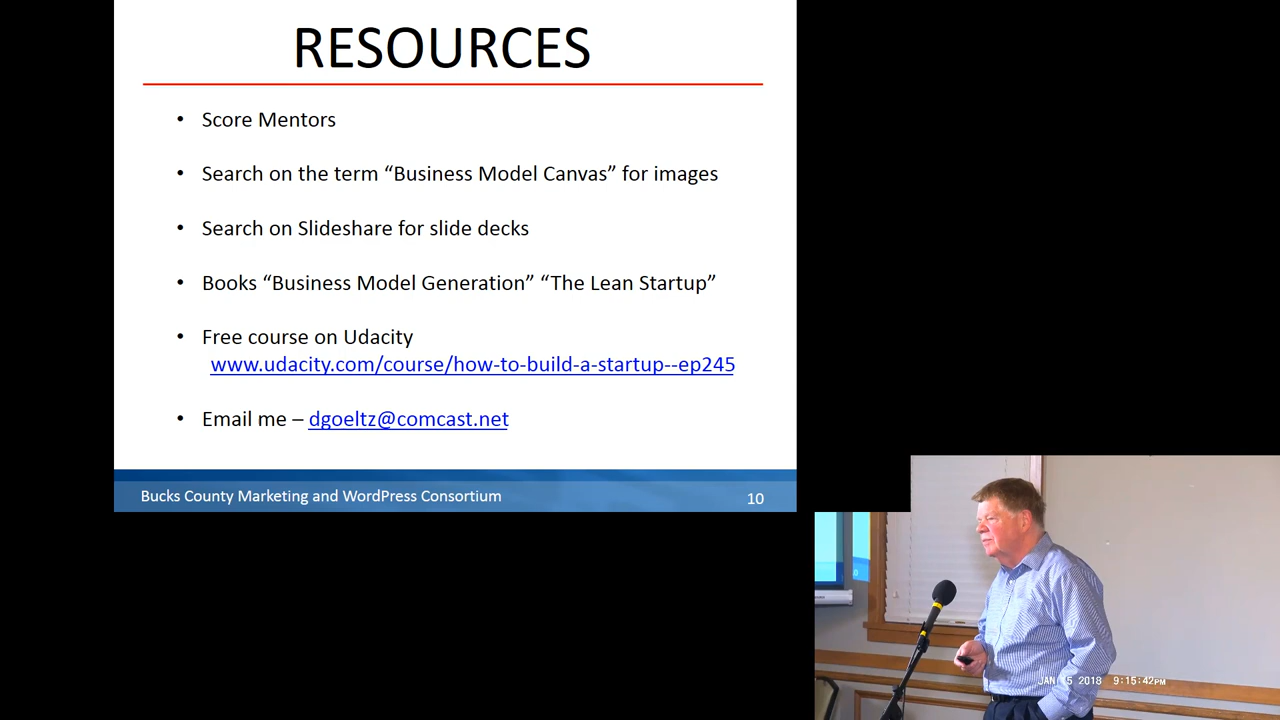 RESOURCES
• Score Mentors
• Search on the term “Business Model Canvas” for images
• Search on Slideshare for slide decks
• Books “Business Model Generation” “The Lean Startup”
• Free course on Udacity
www.udacity.com/course/how-to-build-a-startup--ep245
• Email me – dgoeltz@comcast.net
Bucks County Marketing and WordPress Consortium
10
JAN 15 2018 9:15:42PM